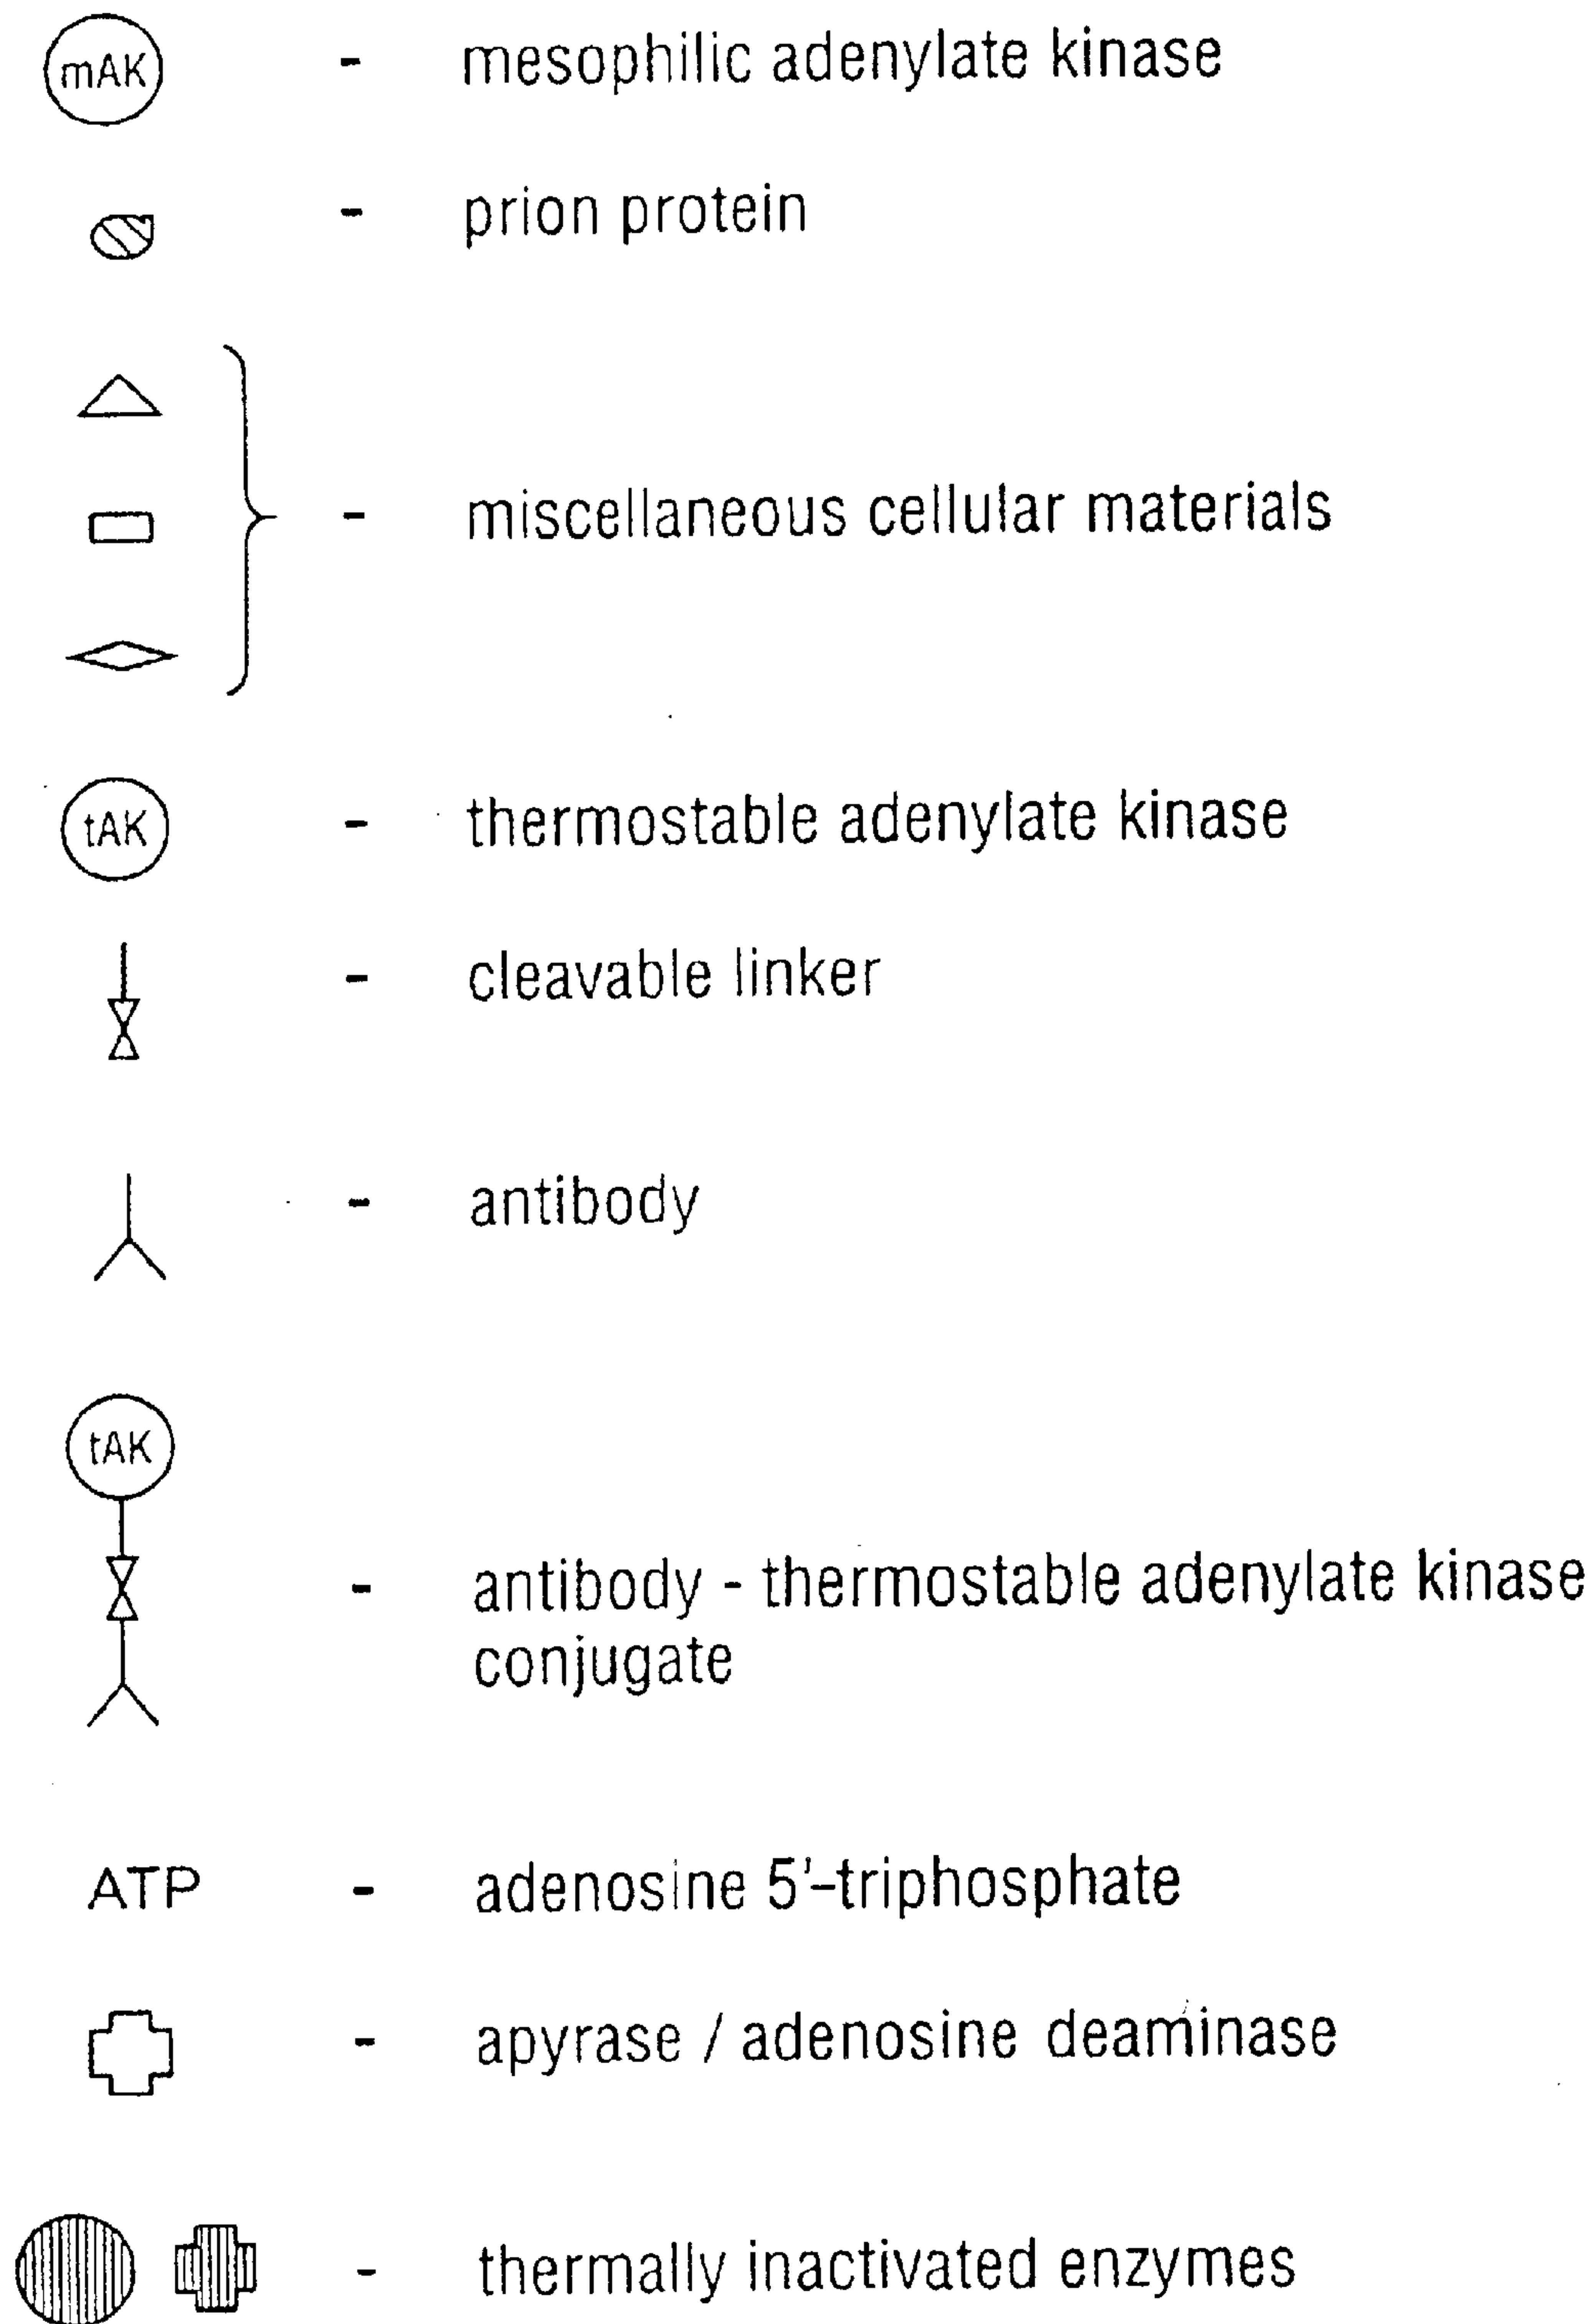 mAK - mesophilic adenylate kinase
- prion protein
- miscellaneous cellular materials
tAK - thermostable adenylate kinase
- cleavable linker
- antibody
tAK
- antibody - thermostable adenylate kinase
conjugate
ATP - adenosine 5'-triphosphate
- apyrase / adenosine deaminase
- thermally inactivated enzymes